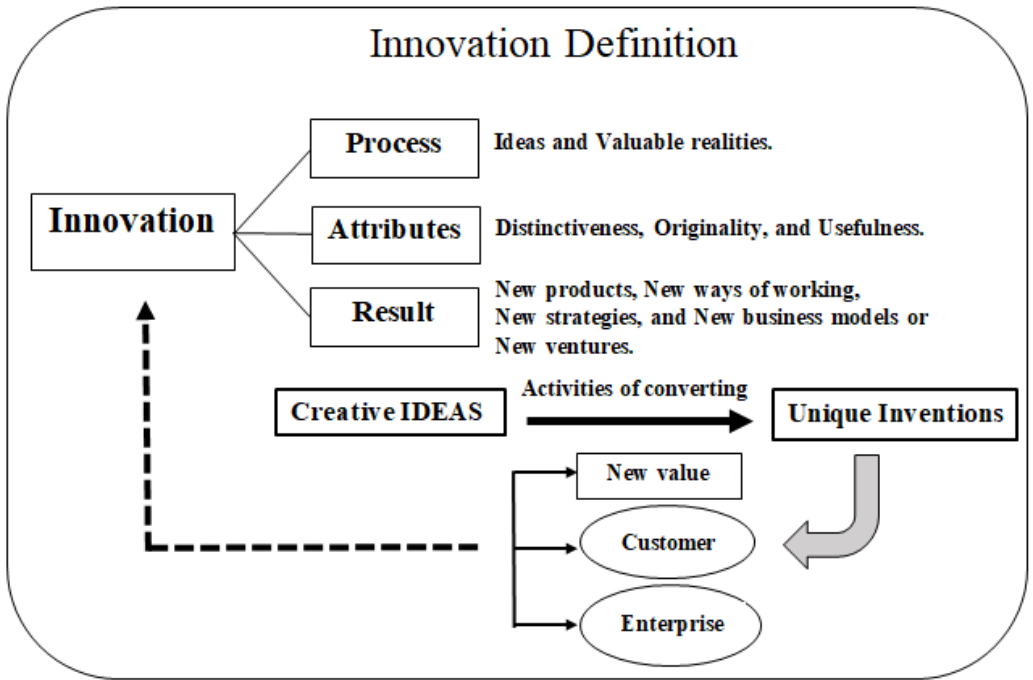 Innovation Definition
Process
Ideas and Valuable realities.
Innovation
Attributes
Distinctiveness, Originality, and Usefulness.
Result
New products, New ways of working,
New strategies, and New business models or
New ventures.
Creative IDEAS
Activities of converting
Unique Inventions
New value
Customer
Enterprise